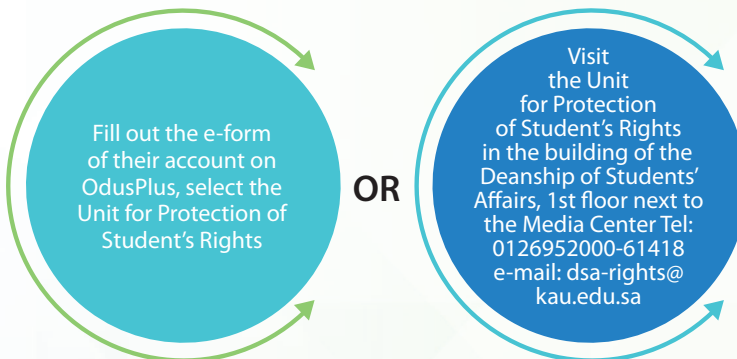 Fill out the e-form
of their account on
OdusPlus, select the
Unit for Protection of
Student’s Rights
OR
Visit
the Unit
for Protection
of Student’s Rights
in the building of the
Deanship of Students’
Affairs, 1st floor next to
the Media Center Tel:
0126952000-61418
e-mail: dsa-rights@
kau.edu.sa